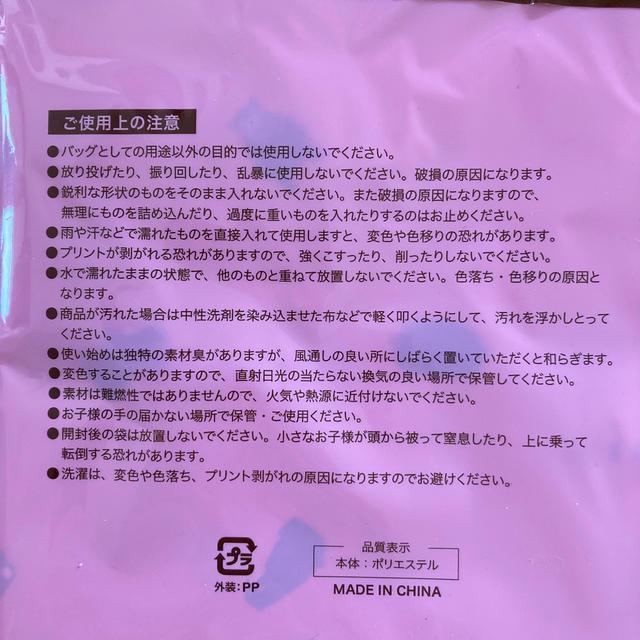 ご使用上の注意
●バッグとしての用途以外の目的では使用しないでください。
●放り投げたり、振り回したり、乱暴に使用しないでください。破損の原因になります。
●鋭利な形状のものをそのまま入れないでください。また破損の原因になりますので、
無理にものを詰め込んだり、過度に重いものを入れたりするのはお止めください。
●雨や汗などで濡れたものを直接入れて使用しますと、変色や色移りの恐れがあります。
●プリントが剥がれる恐れがありますので、強くこすったり、削ったりしないでください。
●水で濡れたままの状態で、他のものと重ねて放置しないでください。色落ち・色移りの原因と
なります。
●商品が汚れた場合は中性洗剤を染み込ませた布などで軽く叩くようにして、汚れを浮かしとって
ください。
●使い始めは独特の素材臭がありますが、風通しの良い所にしばらく置いていただくと和らぎます。
●変色することがありますので、直射日光の当たらない換気の良い場所で保管してください。
●素材は難燃性ではありませんので、火気や熱源に近付けないでください。
●お子様の手の届かない場所で保管・ご使用ください。
●開封後の袋は放置しないでください。小さなお子様が頭から被って窒息したり、上に乗って
転倒する恐れがあります。
●洗濯は、変色や色落ち、プリント剥がれの原因になりますのでお避けください。
プラ
外装:PP
品質表示
本体:ポリエステル
MADE IN CHINA